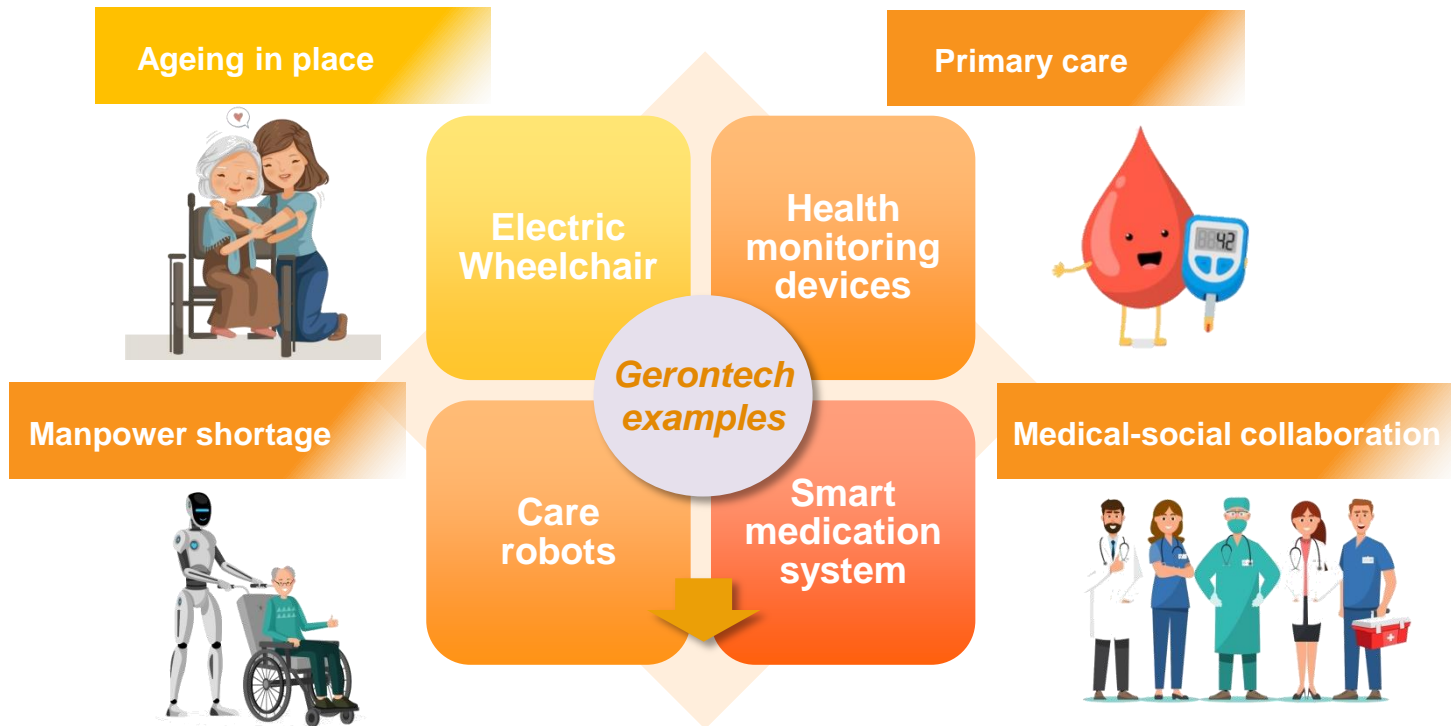 Ageing in place
Primary care
Electric
Wheelchair
Health
monitoring
devices
42
Gerontech
examples
Manpower shortage
Medical-social collaboration
Care
robots
Smart
medication
system